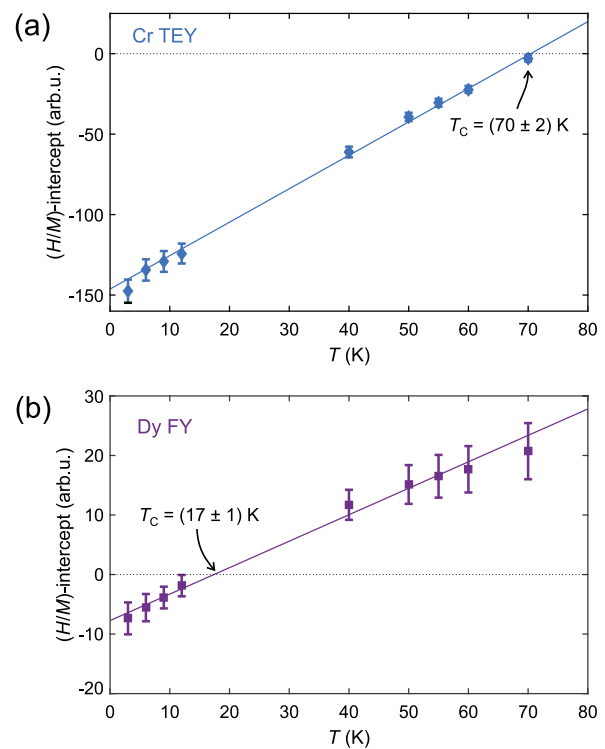 (a)
Cr TEY
(H/M)-intercept (arb.u.)
0
-50
-100
-150
T_C = (70 ± 2) K
0 10 20 30 40 50 60 70 80
T (K)
(b)
Dy FY
(H/M)-intercept (arb.u.)
30
20
10
0
-10
-20
T_C = (17 ± 1) K
0 10 20 30 40 50 60 70 80
T (K)